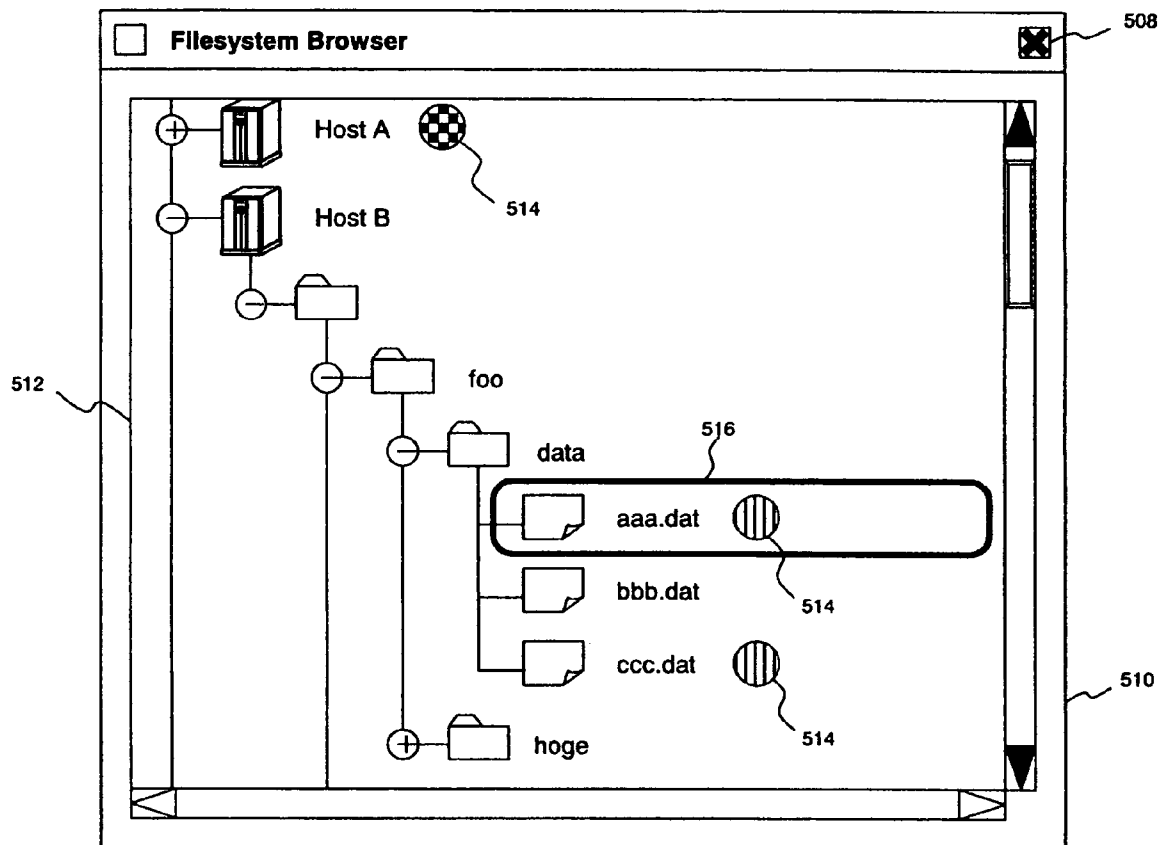 508
Filesystem Browser
Host A
514
Host B
512
foo
516
data
aaa.dat
514
bbb.dat
ccc.dat
510
514
hoge